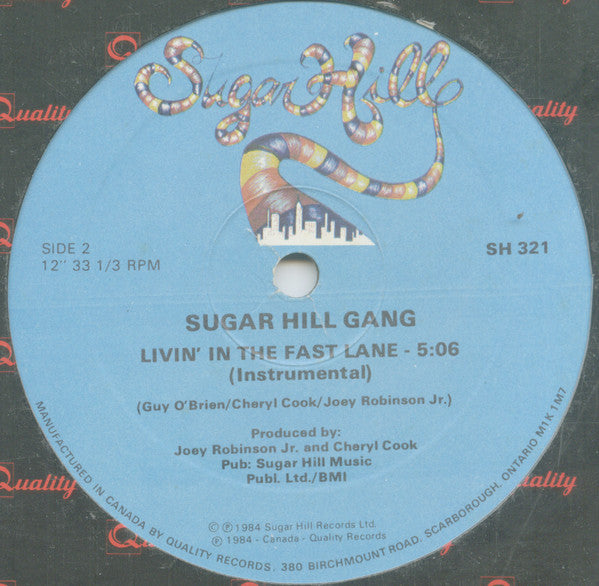 Sugar Hill
Quality
Quality
SIDE 2
12" 33 1/3 RPM
SH 321
SUGAR HILL GANG
LIVIN' IN THE FAST LANE - 5:06
(Instrumental)
(Guy O'Brien/Cheryl Cook/Joey Robinson Jr.)
Produced by:
Joey Robinson Jr. and Cheryl Cook
Pub: Sugar Hill Music
Publ. Ltd./BMI
© ℗ 1984 Sugar Hill Records Ltd.
℗ 1984 - Canada - Quality Records
MANUFACTURED IN CANADA BY QUALITY RECORDS, 380 BIRCHMOUNT ROAD, SCARBOROUGH, ONTARIO M1K 1M7
Quality
Quality